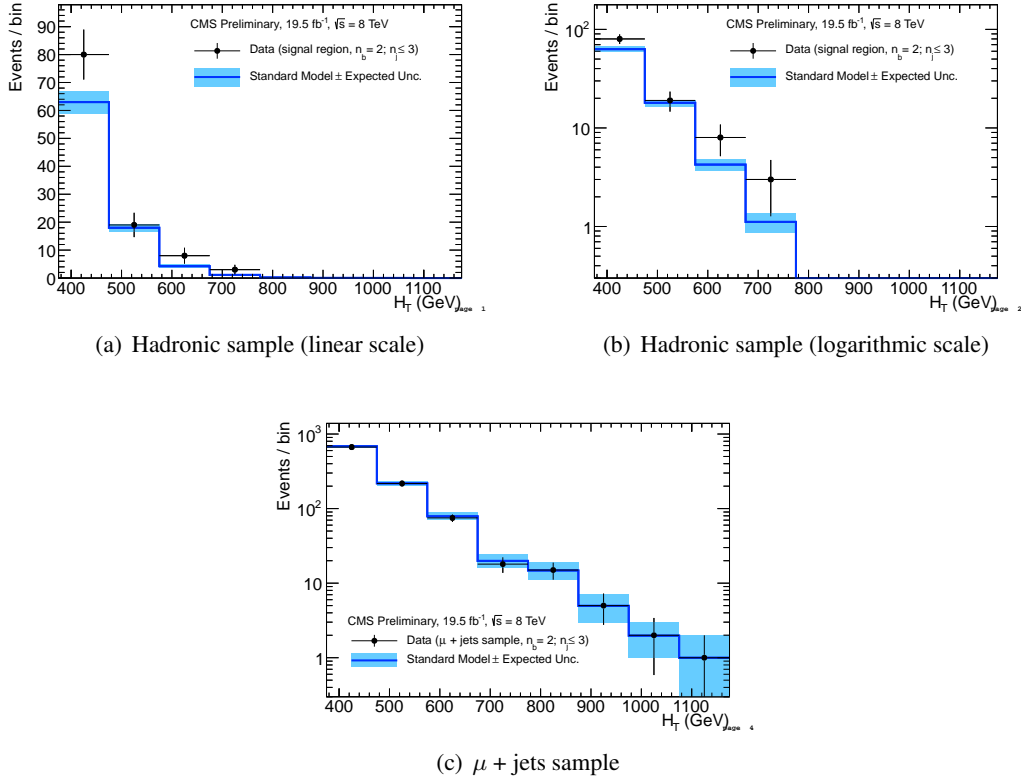 CMS Preliminary, 19.5 fb⁻¹, √s = 8 TeV
Data (signal region, n_b = 2; n_j ≤ 3)
Standard Model ± Expected Unc.
Events / bin
90
80
70
60
50
40
30
20
10
0
400 500 600 700 800 900 1000 1100
H_T (GeV)
page 1
(a) Hadronic sample (linear scale)
CMS Preliminary, 19.5 fb⁻¹, √s = 8 TeV
Data (signal region, n_b = 2; n_j ≤ 3)
Standard Model ± Expected Unc.
Events / bin
10²
10
1
400 500 600 700 800 900 1000 1100
H_T (GeV)
page 2
(b) Hadronic sample (logarithmic scale)
Events / bin
10³
10²
10
1
CMS Preliminary, 19.5 fb⁻¹, √s = 8 TeV
Data (μ + jets sample, n_b = 2; n_j ≤ 3)
Standard Model ± Expected Unc.
400 500 600 700 800 900 1000 1100
H_T (GeV)
page 4
(c) μ + jets sample